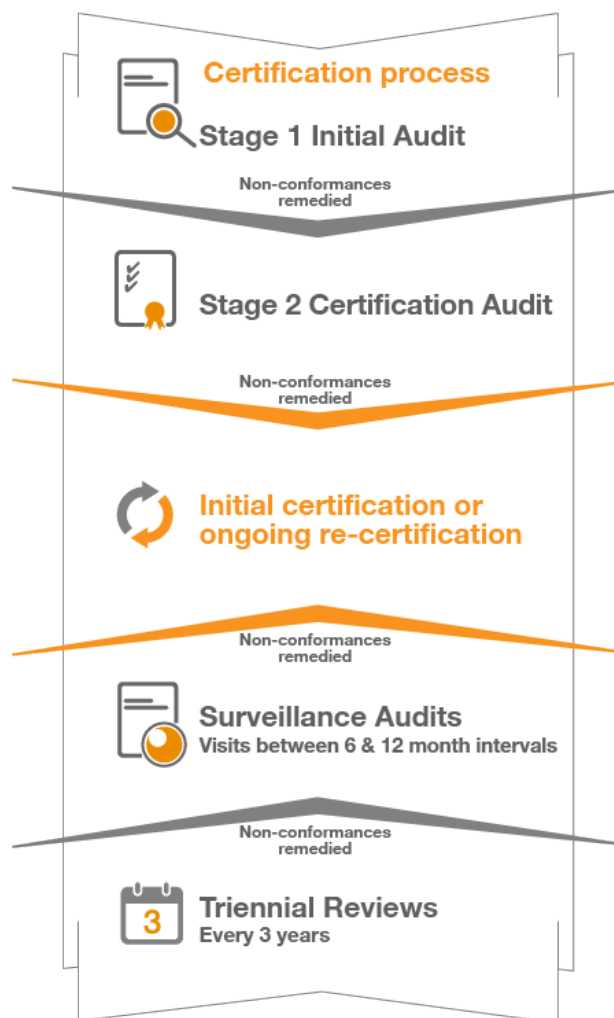 Certification process
Stage 1 Initial Audit
Non-conformances
remedied
Stage 2 Certification Audit
Non-conformances
remedied
Initial certification or
ongoing re-certification
Non-conformances
remedied
Surveillance Audits
Visits between 6 & 12 month intervals
Non-conformances
remedied
3
Triennial Reviews
Every 3 years